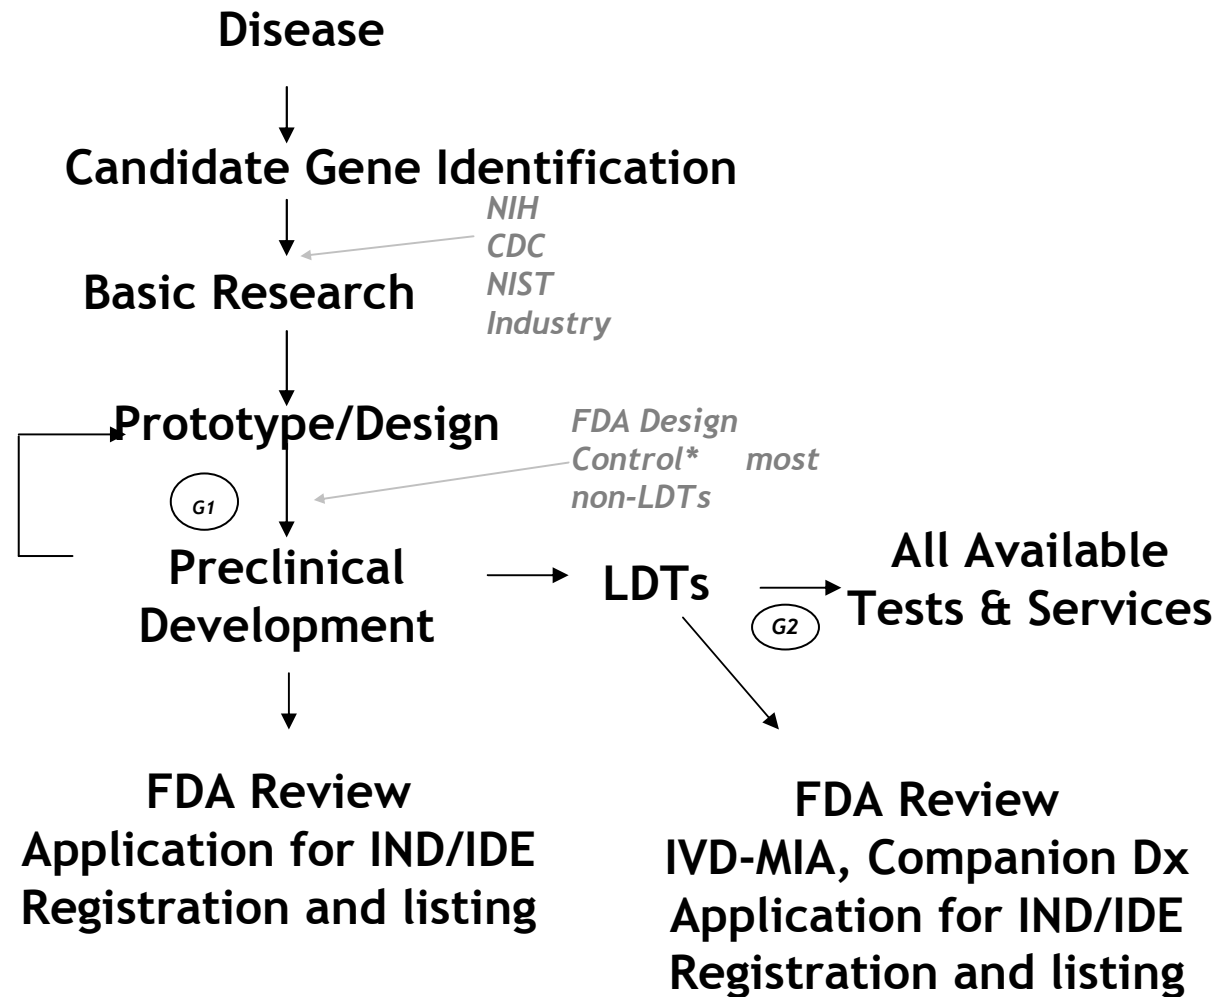 Disease
Candidate Gene Identification
NIH
CDC
NIST
Industry
Basic Research
Prototype/Design
FDA Design
Control* most
non-LDTs
G1
Preclinical
Development
LDTs
G2
All Available
Tests & Services
FDA Review
Application for IND/IDE
Registration and listing
FDA Review
IVD-MIA, Companion Dx
Application for IND/IDE
Registration and listing